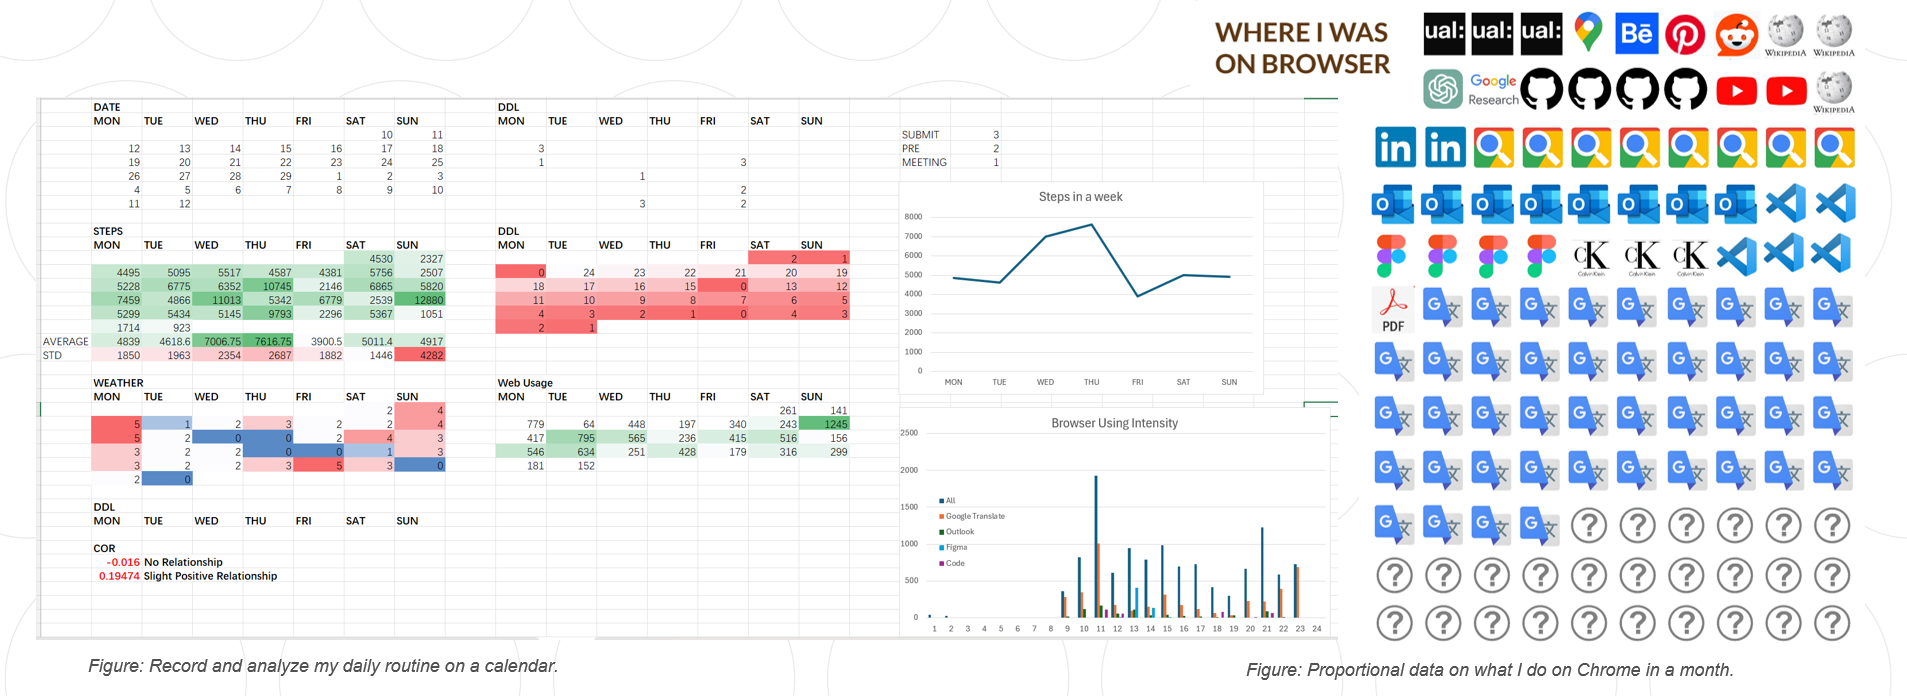 WHERE I WAS
ON BROWSER
ual: ual: ual: Bē WIKIPEDIA WIKIPEDIA
Google
Research WIKIPEDIA
in in
O O O O O O O O
CK CK CK
Calvin Klein Calvin Klein Calvin Klein
PDF
DATE DDL
MON TUE WED THU FRI SAT SUN MON TUE WED THU FRI SAT SUN
10 11 SUBMIT 3
12 13 14 15 16 17 18 3 PRE 2
19 20 21 22 23 24 25 1 3 MEETING 1
26 27 28 29 1 2 3 1
4 5 6 7 8 9 10 2
11 12 3 2
STEPS DDL
MON TUE WED THU FRI SAT SUN MON TUE WED THU FRI SAT SUN
4530 2327 2 1
4495 5095 5517 4587 4381 5756 2507 0 24 23 22 21 20 19
5228 6775 6352 10745 2146 6865 5820 18 17 16 15 0 13 12
7459 4866 11013 5342 6779 2539 12880 11 10 9 8 7 6 5
5299 5434 5145 9793 2296 5367 1051 4 3 2 1 0 4 3
1714 923 2 1
AVERAGE 4839 4618.6 7006.75 7616.75 3900.5 5011.4 4917
STD 1850 1963 2354 2687 1882 1446 4282
WEATHER Web Usage
MON TUE WED THU FRI SAT SUN MON TUE WED THU FRI SAT SUN
2 4 261 141
5 1 2 3 2 2 4 779 64 448 197 340 243 1245
5 2 0 0 2 4 3 417 795 565 236 415 516 156
3 2 2 0 0 1 3 546 634 251 428 179 316 299
3 2 2 3 5 3 0 181 152
2 0
DDL
MON TUE WED THU FRI SAT SUN
COR
-0.016 No Relationship
0.19474 Slight Positive Relationship
Steps in a week
8000
7000
6000
5000
4000
3000
2000
1000
0
MON TUE WED THU FRI SAT SUN
Browser Using Intensity
2500
2000
1500
1000
500
0
All
Google Translate
Outlook
Figma
Code
1 2 3 4 5 6 7 8 9 10 11 12 13 14 15 16 17 18 19 20 21 22 23 24
Figure: Record and analyze my daily routine on a calendar.
Figure: Proportional data on what I do on Chrome in a month.